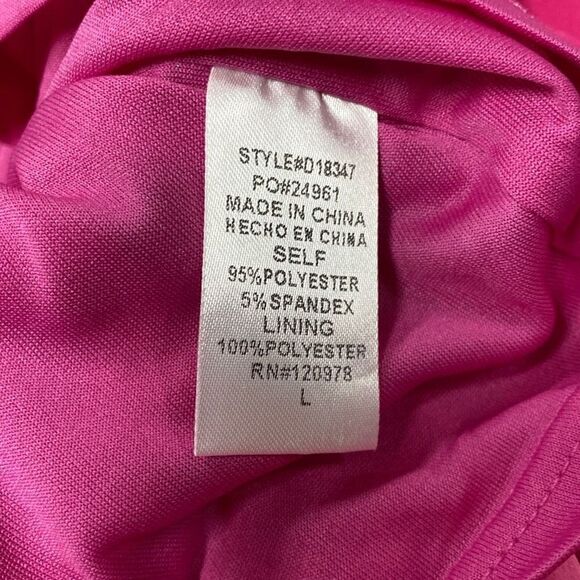 STYLE#D18347
PO#24961
MADE IN CHINA
HECHO EN CHINA
SELF
95%POLYESTER
5%SPANDEX
LINING
100%POLYESTER
RN#120978
L